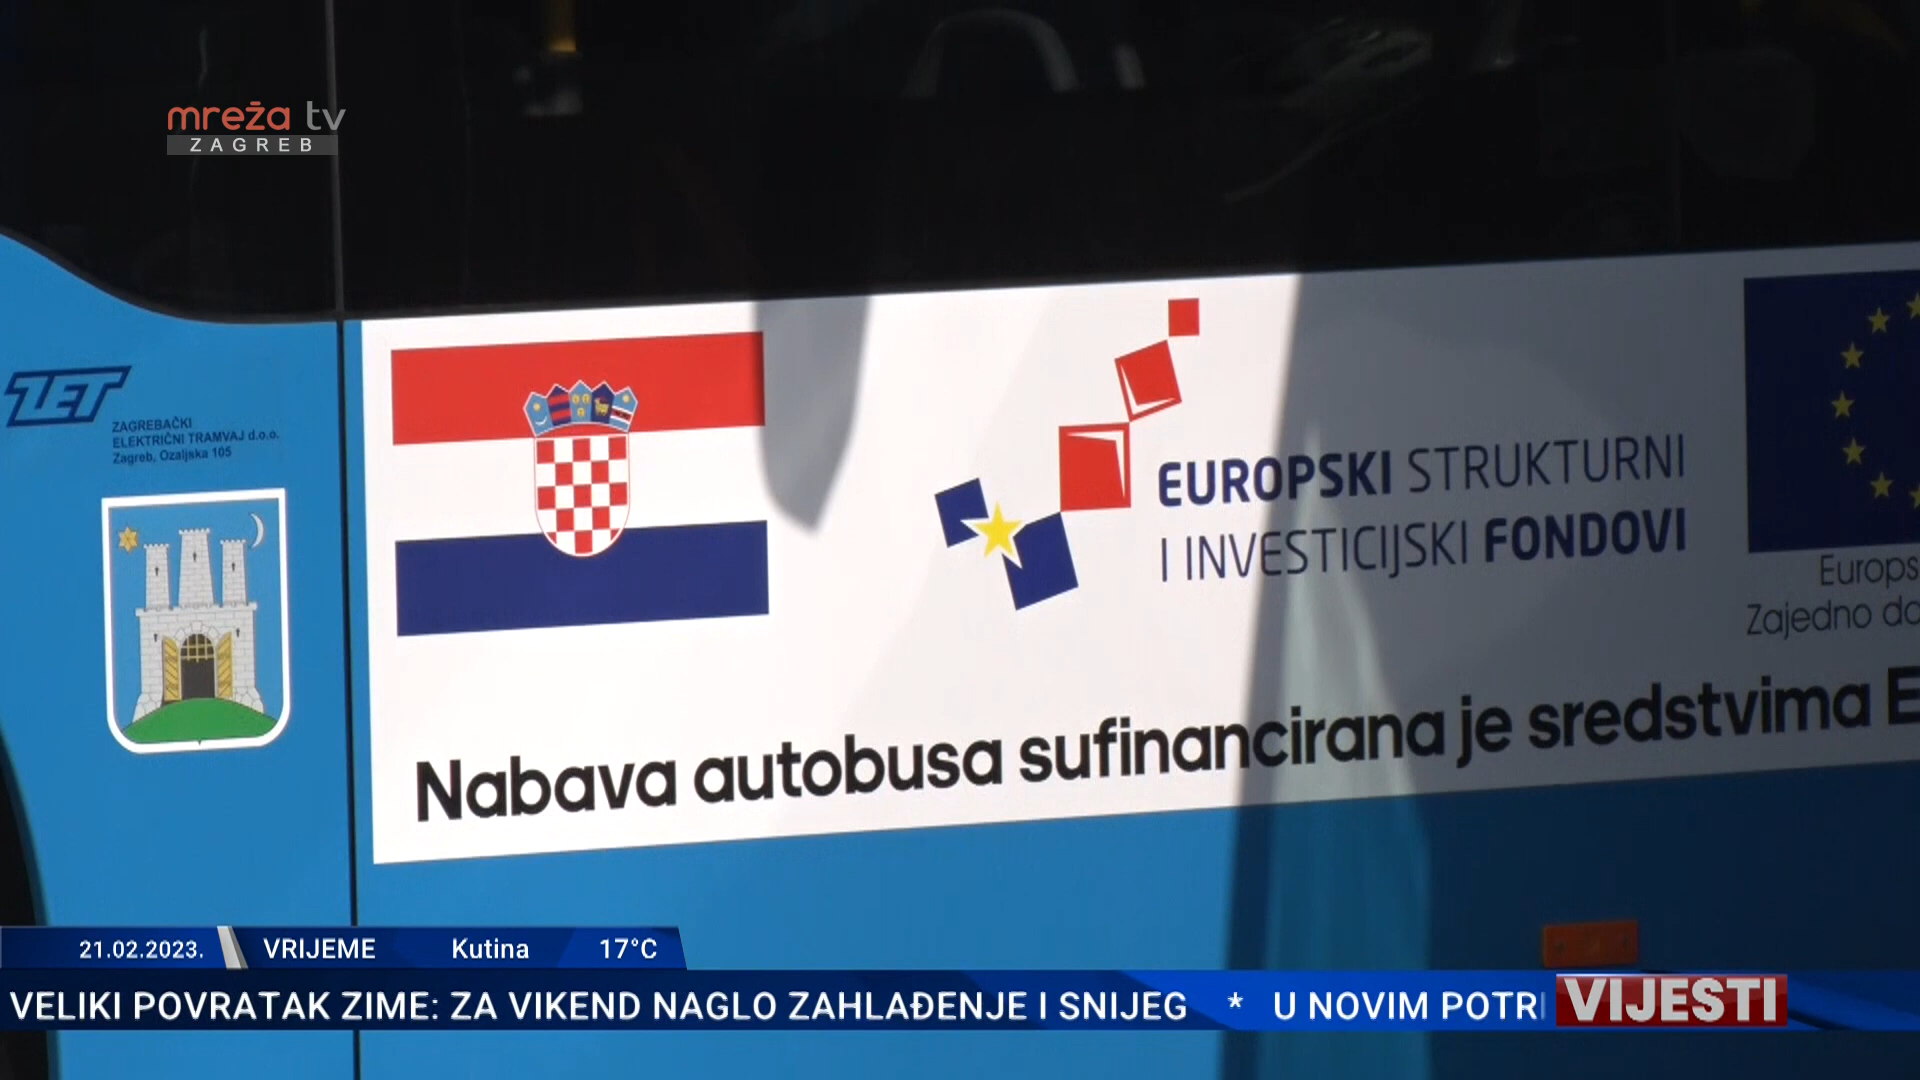 mreža tv
ZAGREB
ZET
ZAGREBAČKI
ELEKTRIČNI TRAMVAJ d.o.o.
Zagreb, Ozaljska 105
EUROPSKI STRUKTURNI
I INVESTICIJSKI FONDOVI
Europs
Zajedno do
Nabava autobusa sufinancirana je sredstvima E
21.02.2023. VRIJEME Kutina 17°C
VELIKI POVRATAK ZIME: ZA VIKEND NAGLO ZAHLAĐENJE I SNIJEG * U NOVIM POTRI
VIJESTI